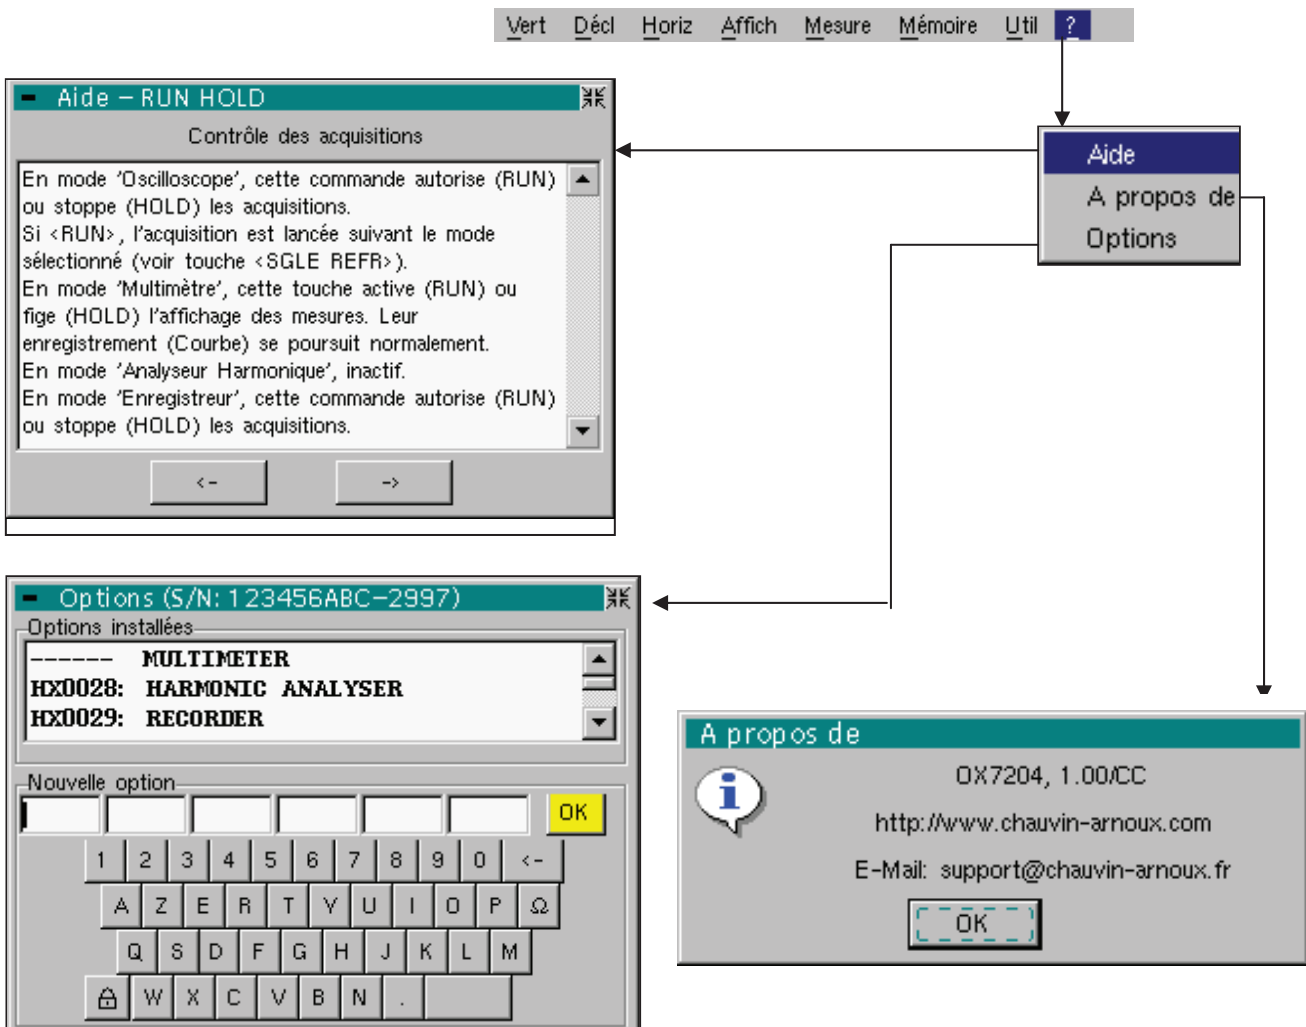 Vert Décl Horiz Affich Mesure Mémoire Util ?
Aide
A propos de
Options
Aide – RUN HOLD
Contrôle des acquisitions
En mode 'Oscilloscope', cette commande autorise (RUN)
ou stoppe (HOLD) les acquisitions.
Si <RUN>, l'acquisition est lancée suivant le mode
sélectionné (voir touche <SGLE REFR>).
En mode 'Multimètre', cette touche active (RUN) ou
fige (HOLD) l'affichage des mesures. Leur
enregistrement (Courbe) se poursuit normalement.
En mode 'Analyseur Harmonique', inactif.
En mode 'Enregistreur', cette commande autorise (RUN)
ou stoppe (HOLD) les acquisitions.
<- ->
Options (S/N: 123456ABC-2997)
Options installées
------ MULTIMETER
HX0028: HARMONIC ANALYSER
HX0029: RECORDER
Nouvelle option
OK
1 2 3 4 5 6 7 8 9 0 <-
A Z E R T Y U I O P Ω
Q S D F G H J K L M
W X C V B N .
A propos de
OX7204, 1.00/CC
http://www.chauvin-arnoux.com
E-Mail: support@chauvin-arnoux.fr
OK